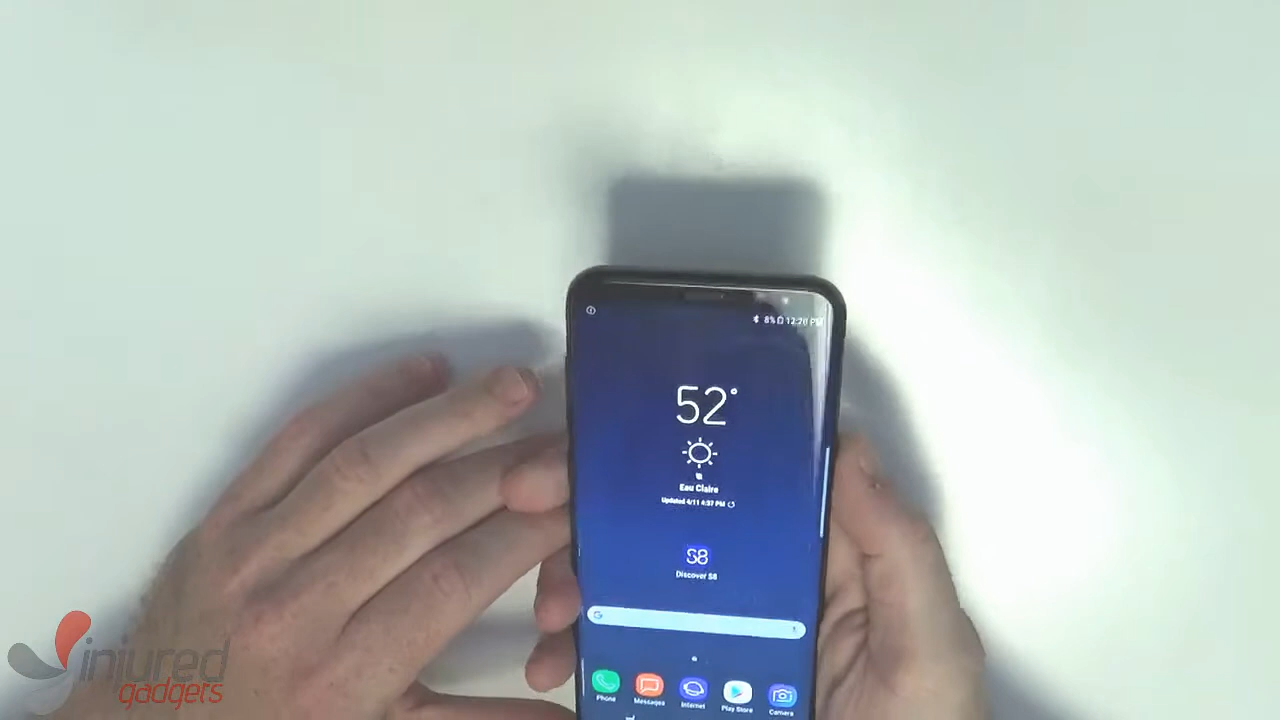 8% 12:20 PM
52°
Eau Claire
Updated 4/11 4:37 PM
S8
Discover S8
G
Phone
Messages
Internet
Play Store
Camera
injured
gadgets